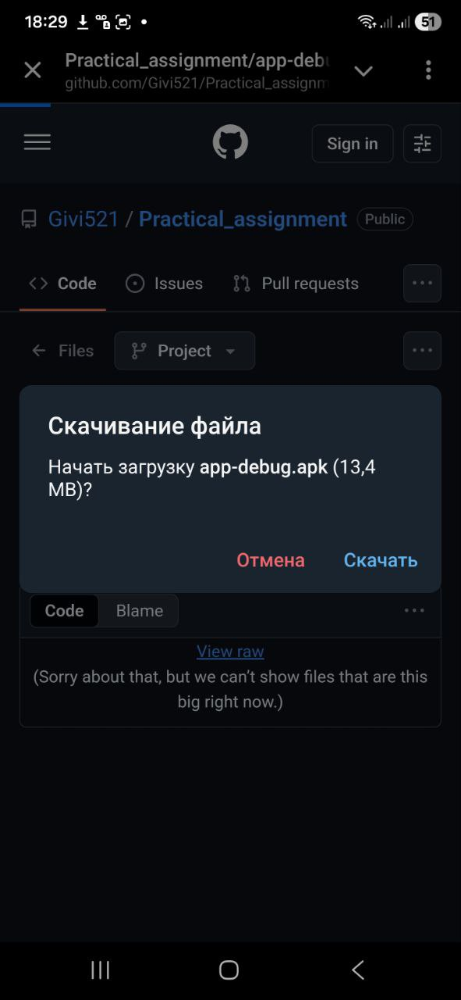 18:29
51
Practical_assignment/app-debu
github.com/Givi521/Practical_assignm
Sign in
Givi521 / Practical_assignment Public
Code Issues Pull requests
Files Project
Скачивание файла
Начать загрузку app-debug.apk (13,4
MB)?
Отмена Скачать
Code Blame
View raw
(Sorry about that, but we can’t show files that are this
big right now.)